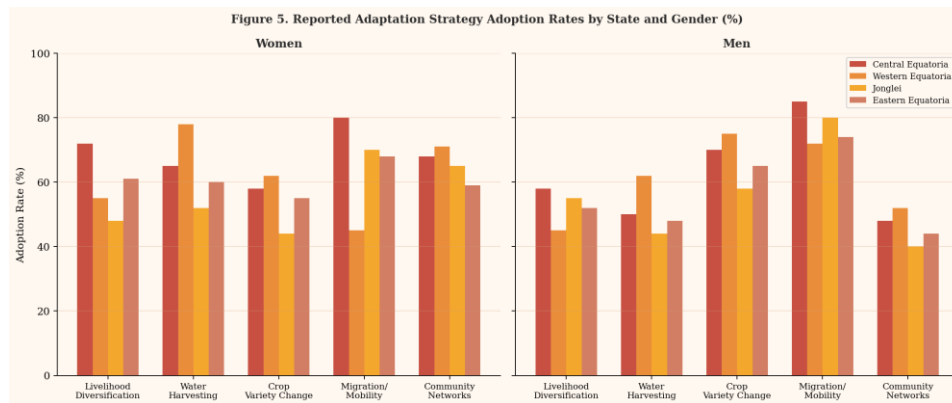 Figure 5. Reported Adaptation Strategy Adoption Rates by State and Gender (%)
Women
Men
Central Equatoria
Western Equatoria
Jonglei
Eastern Equatoria
Adoption Rate (%)
100
80
60
40
20
0
Livelihood
Diversification
Water
Harvesting
Crop
Variety Change
Migration/
Mobility
Community
Networks
Livelihood
Diversification
Water
Harvesting
Crop
Variety Change
Migration/
Mobility
Community
Networks